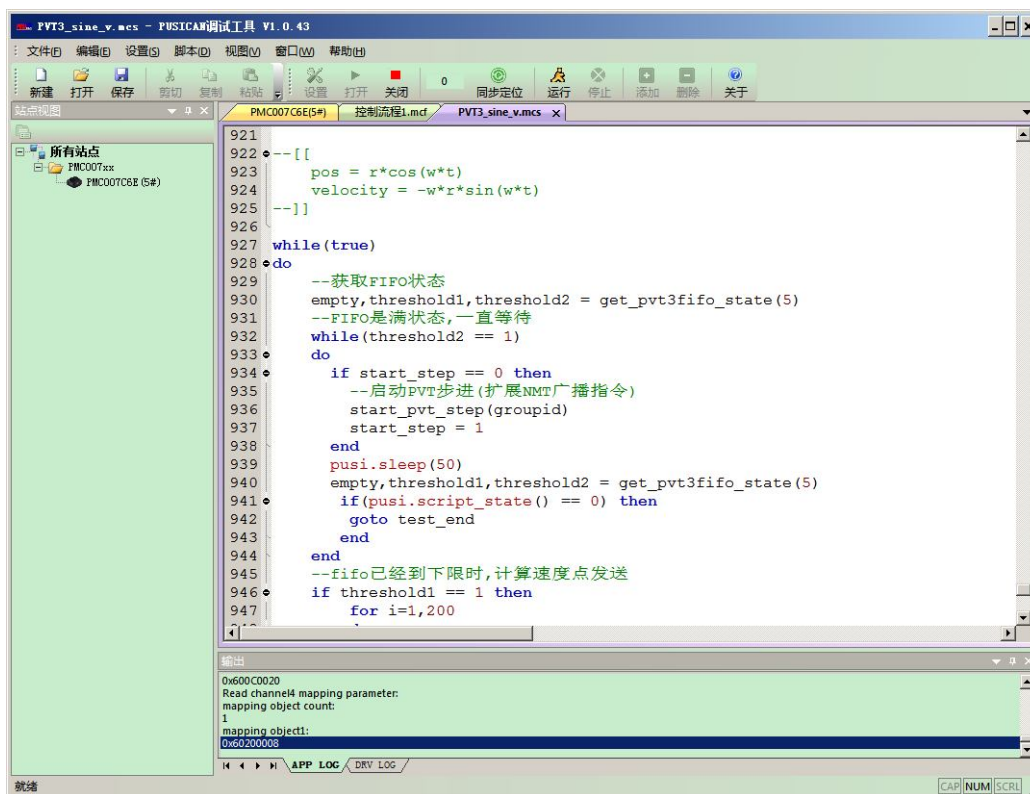 PVT3_sine_v.mcs - PUSICAN调试工具 V1.0.43
文件(F) 编辑(E) 设置(S) 脚本(D) 视图(V) 窗口(W) 帮助(H)
新建 打开 保存 剪切 复制 粘贴 设置 打开 关闭 0 同步定位 运行 停止 添加 删除 关于
站点视图
PMC007C6E(5#) 控制流程1.mcf PVT3_sine_v.mcs x
所有站点
PMC007xx
PMC007C6E(5#)
921
922 --[[
923 pos = r*cos(w*t)
924 velocity = -w*r*sin(w*t)
925 --]]
926
927 while(true)
928 do
929 --获取FIFO状态
930 empty,threshold1,threshold2 = get_pvt3fifo_state(5)
931 --FIFO是满状态,一直等待
932 while(threshold2 == 1)
933 do
934 if start_step == 0 then
935 --启动PVT步进(扩展NMT广播指令)
936 start_pvt_step(groupid)
937 start_step = 1
938 end
939 pusi.sleep(50)
940 empty,threshold1,threshold2 = get_pvt3fifo_state(5)
941 if(pusi.script_state() == 0) then
942 goto test_end
943 end
944 end
945 --fifo已经到下限时,计算速度点发送
946 if threshold1 == 1 then
947 for i=1,200
输出
0x600C0020
Read channel4 mapping parameter:
mapping object count:
1
mapping object1:
0x60200008
APP LOG DRV LOG
就绪 CAP NUM SCRL